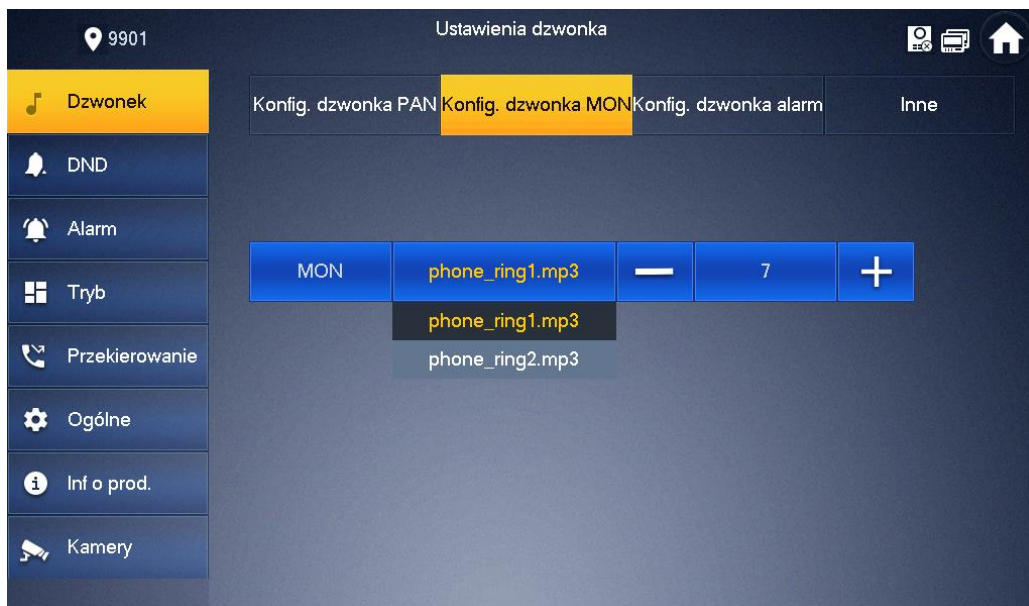 9901
Ustawienia dzwonka
Dzwonek
DND
Alarm
Tryb
Przekierowanie
Ogólne
Inf o prod.
Kamery
Konfig. dzwonka PAN
Konfig. dzwonka MON
Konfig. dzwonka alarm
Inne
MON
phone_ring1.mp3
7
phone_ring1.mp3
phone_ring2.mp3